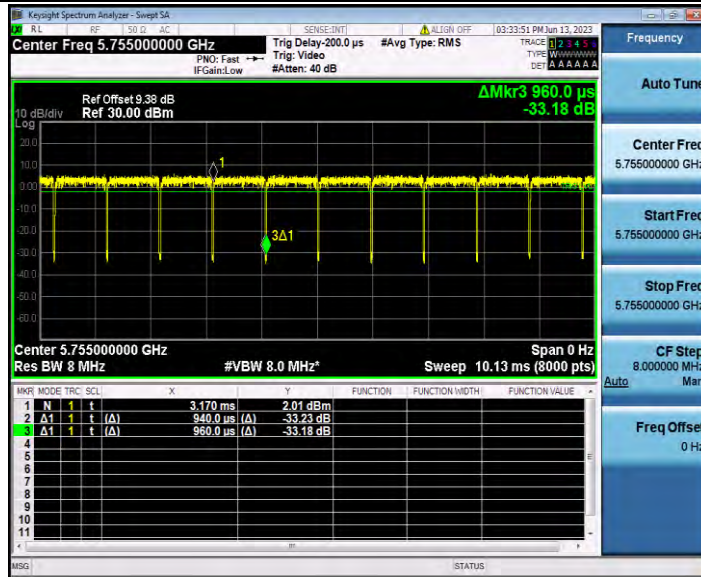 Keysight Spectrum Analyzer - Swept SA
RL RF 50 Ω AC SENSE:INT ALIGN OFF 03:33:51 PM Jun 13, 2023
Center Freq 5.755000000 GHz
PNO: Fast
IFGain:Low
Trig Delay-200.0 µs
Trig: Video
#Atten: 40 dB
#Avg Type: RMS
TRACE 1 2 3 4 5 6
TYPE W
DET A A A A A A
Frequency
Auto Tune
Center Freq
5.755000000 GHz
Start Freq
5.755000000 GHz
Stop Freq
5.755000000 GHz
CF Step
8.000000 MHz
Auto Man
Freq Offset
0 Hz
Ref Offset 9.38 dB
10 dB/div Ref 30.00 dBm
Log
ΔMkr3 960.0 µs
-33.18 dB
20.0
10.0
0.00
-10.0
-20.0
-30.0
-40.0
-50.0
-60.0
1
3Δ1
Center 5.755000000 GHz Span 0 Hz
Res BW 8 MHz #VBW 8.0 MHz* Sweep 10.13 ms (8000 pts)
MKR MODE TRC SCL X Y FUNCTION FUNCTION WIDTH FUNCTION VALUE
1 N 1 t 3.170 ms 2.01 dBm
2 Δ1 1 t (Δ) 940.0 µs (Δ) -33.23 dB
3 Δ1 1 t (Δ) 960.0 µs (Δ) -33.18 dB
4
5
6
7
8
9
10
11
MSG STATUS